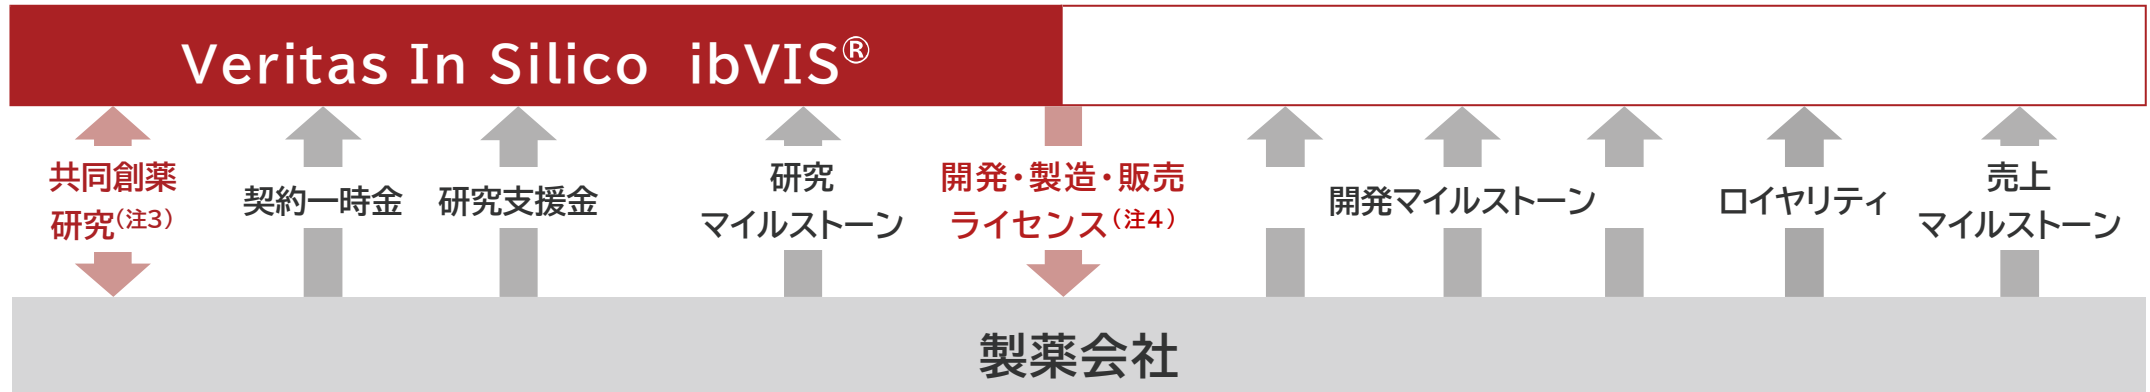 Veritas In Silico ibVIS®
共同創薬
研究(注3)
契約一時金
研究支援金
研究
マイルストーン
開発・製造・販売
ライセンス(注4)
開発マイルストーン
ロイヤリティ
売上
マイルストーン
製薬会社